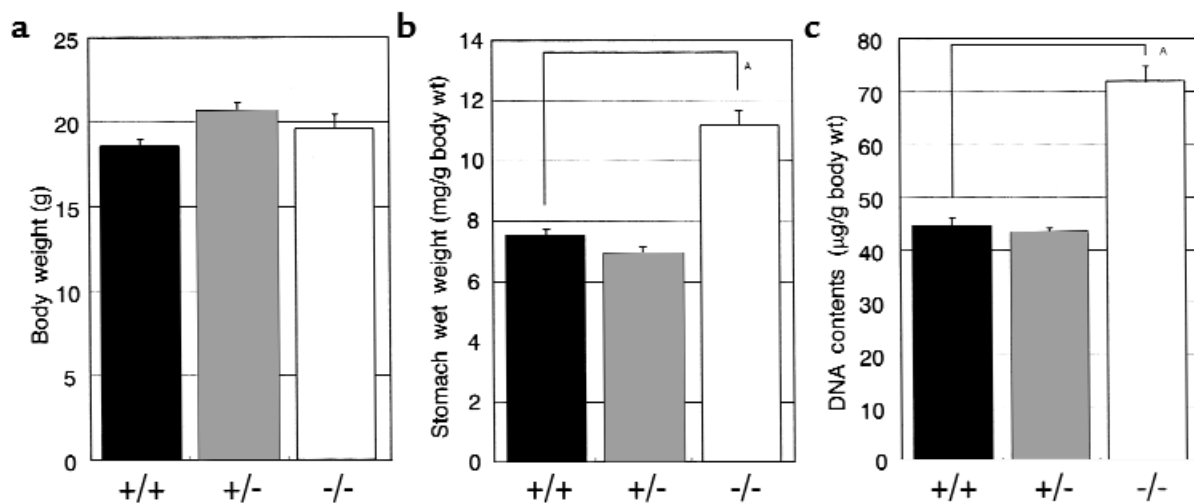 a
Body weight (g)
25
20
15
10
5
0
+/+ +/- -/-
b
Stomach wet weight (mg/g body wt)
14
12
10
8
6
4
2
0
A
+/+ +/- -/-
c
DNA contents (μg/g body wt)
80
70
60
50
40
30
20
10
0
A
+/+ +/- -/-